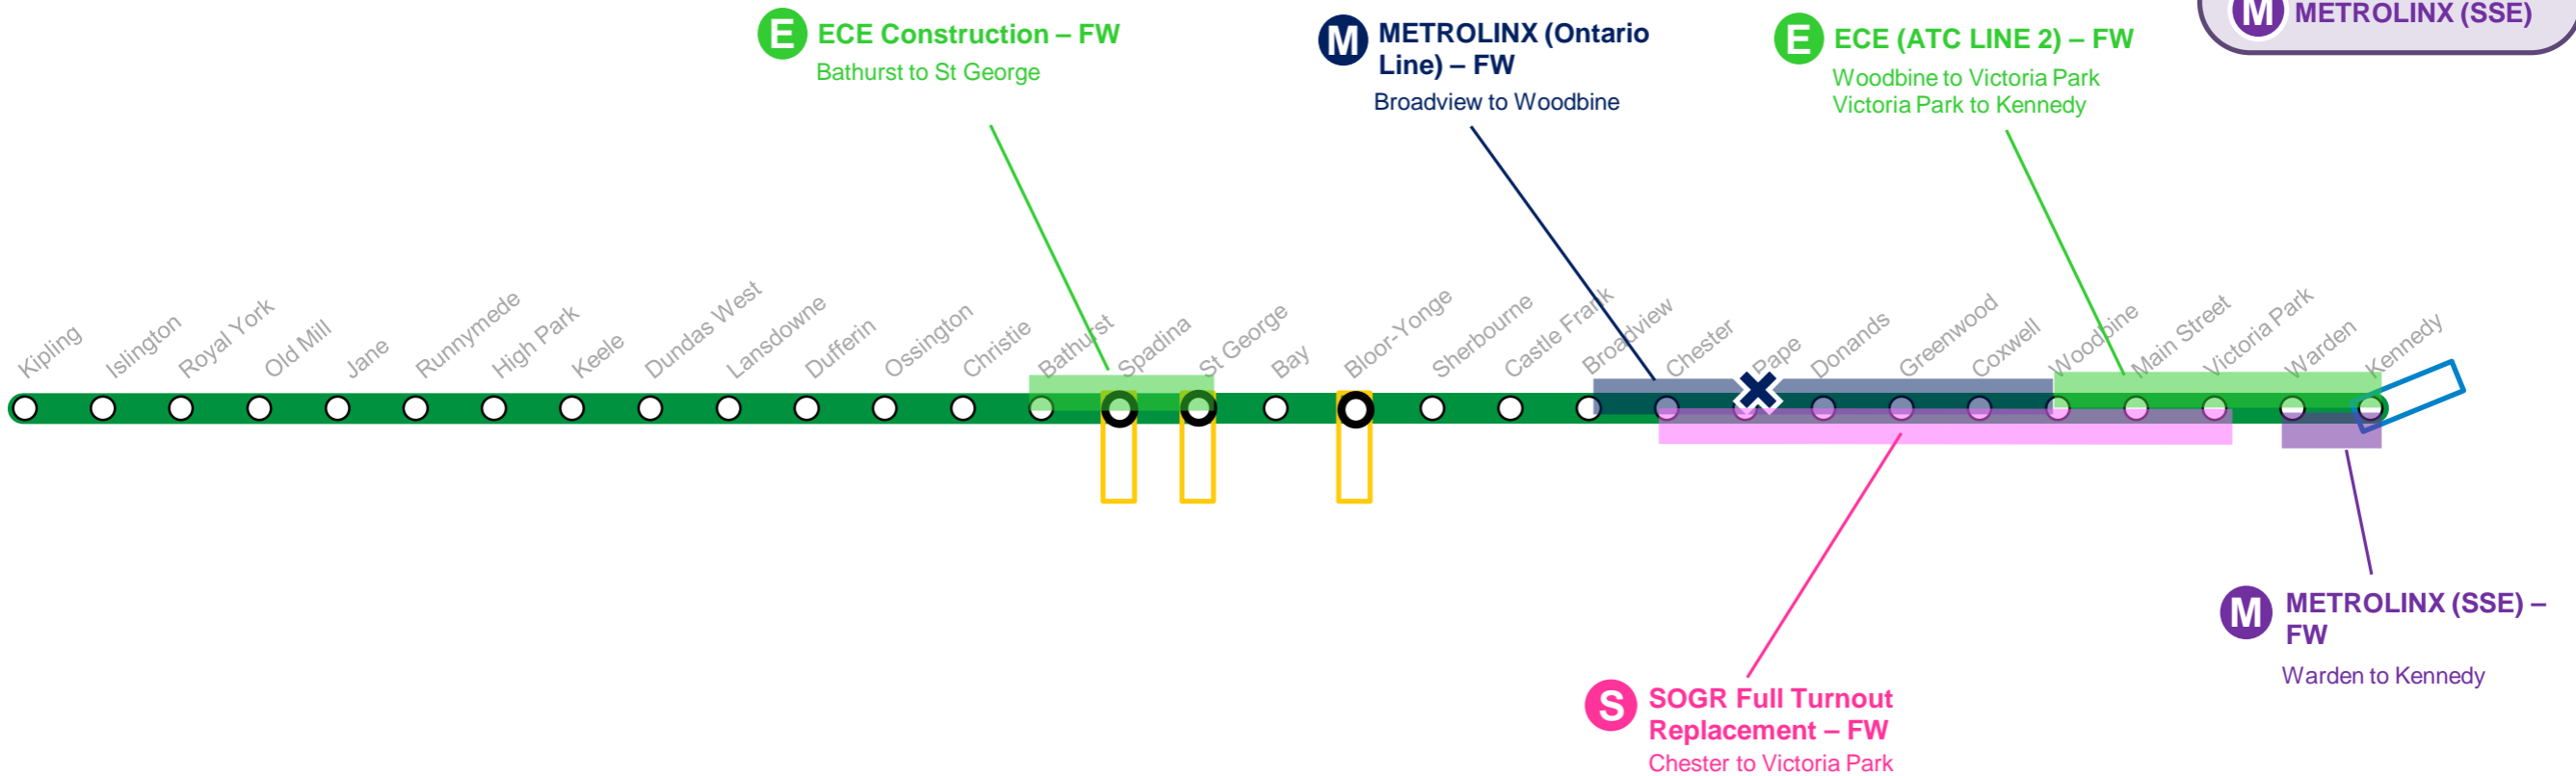 E ECE Construction – FW
Bathurst to St George
M METROLINX (Ontario
Line) – FW
Broadview to Woodbine
E ECE (ATC LINE 2) – FW
Woodbine to Victoria Park
Victoria Park to Kennedy
M METROLINX (SSE)
Kipling
Islington
Royal York
Old Mill
Jane
Runnymede
High Park
Keele
Dundas West
Lansdowne
Dufferin
Ossington
Christie
Bathurst
Spadina
St George
Bay
Bloor-Yonge
Sherbourne
Castle Frank
Broadview
Chester
Pape
Donands
Greenwood
Coxwell
Woodbine
Main Street
Victoria Park
Warden
Kennedy
M METROLINX (SSE) –
FW
Warden to Kennedy
S SOGR Full Turnout
Replacement – FW
Chester to Victoria Park